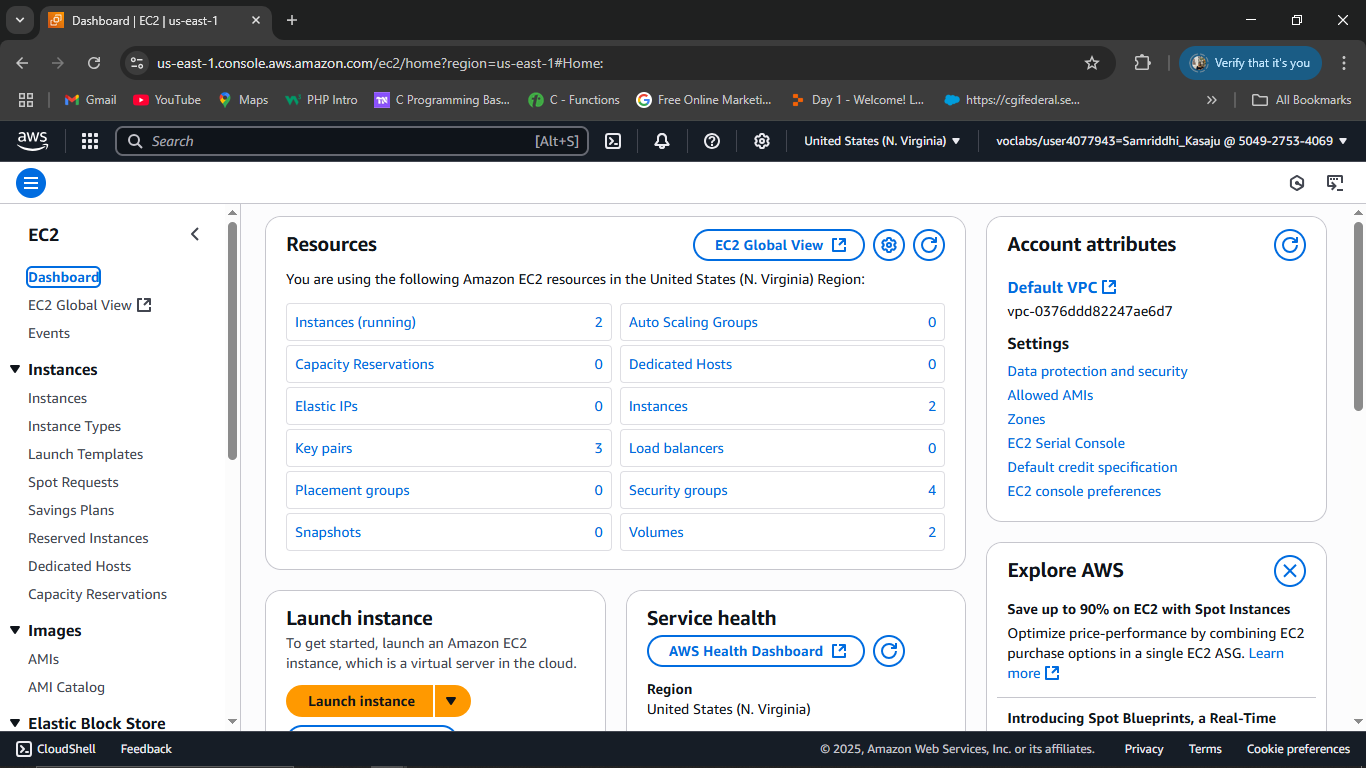 Dashboard | EC2 | us-east-1
us-east-1.console.aws.amazon.com/ec2/home?region=us-east-1#Home:
Verify that it's you
Gmail
YouTube
Maps
PHP Intro
C Programming Bas...
C - Functions
Free Online Marketi...
Day 1 - Welcome! L...
https://cgifederal.se...
All Bookmarks
aws
Search
[Alt+S]
United States (N. Virginia)
voclabs/user4077943=Samriddhi_Kasaju @ 5049-2753-4069
EC2
Dashboard
EC2 Global View
Events
Instances
Instances
Instance Types
Launch Templates
Spot Requests
Savings Plans
Reserved Instances
Dedicated Hosts
Capacity Reservations
Images
AMIs
AMI Catalog
Elastic Block Store
Resources
EC2 Global View
You are using the following Amazon EC2 resources in the United States (N. Virginia) Region:
Instances (running) 2
Auto Scaling Groups 0
Capacity Reservations 0
Dedicated Hosts 0
Elastic IPs 0
Instances 2
Key pairs 3
Load balancers 0
Placement groups 0
Security groups 4
Snapshots 0
Volumes 2
Launch instance
To get started, launch an Amazon EC2
instance, which is a virtual server in the cloud.
Launch instance
Service health
AWS Health Dashboard
Region
United States (N. Virginia)
Account attributes
Default VPC
vpc-0376ddd82247ae6d7
Settings
Data protection and security
Allowed AMIs
Zones
EC2 Serial Console
Default credit specification
EC2 console preferences
Explore AWS
Save up to 90% on EC2 with Spot Instances
Optimize price-performance by combining EC2
purchase options in a single EC2 ASG. Learn
more
Introducing Spot Blueprints, a Real-Time
CloudShell
Feedback
© 2025, Amazon Web Services, Inc. or its affiliates.
Privacy
Terms
Cookie preferences